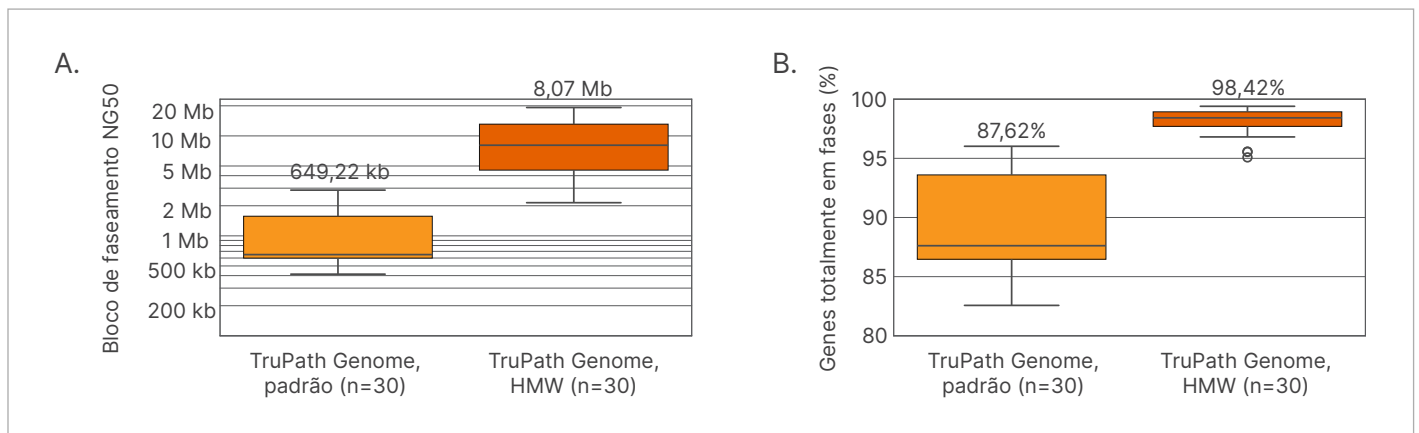 A.
Bloco de faseamento NG50
20 Mb
10 Mb
5 Mb
2 Mb
1 Mb
500 kb
200 kb
649,22 kb
8,07 Mb
TruPath Genome,
padrão (n=30)
TruPath Genome,
HMW (n=30)
B.
Genes totalmente em fases (%)
100
95
90
85
80
87,62%
98,42%
TruPath Genome,
padrão (n=30)
TruPath Genome,
HMW (n=30)